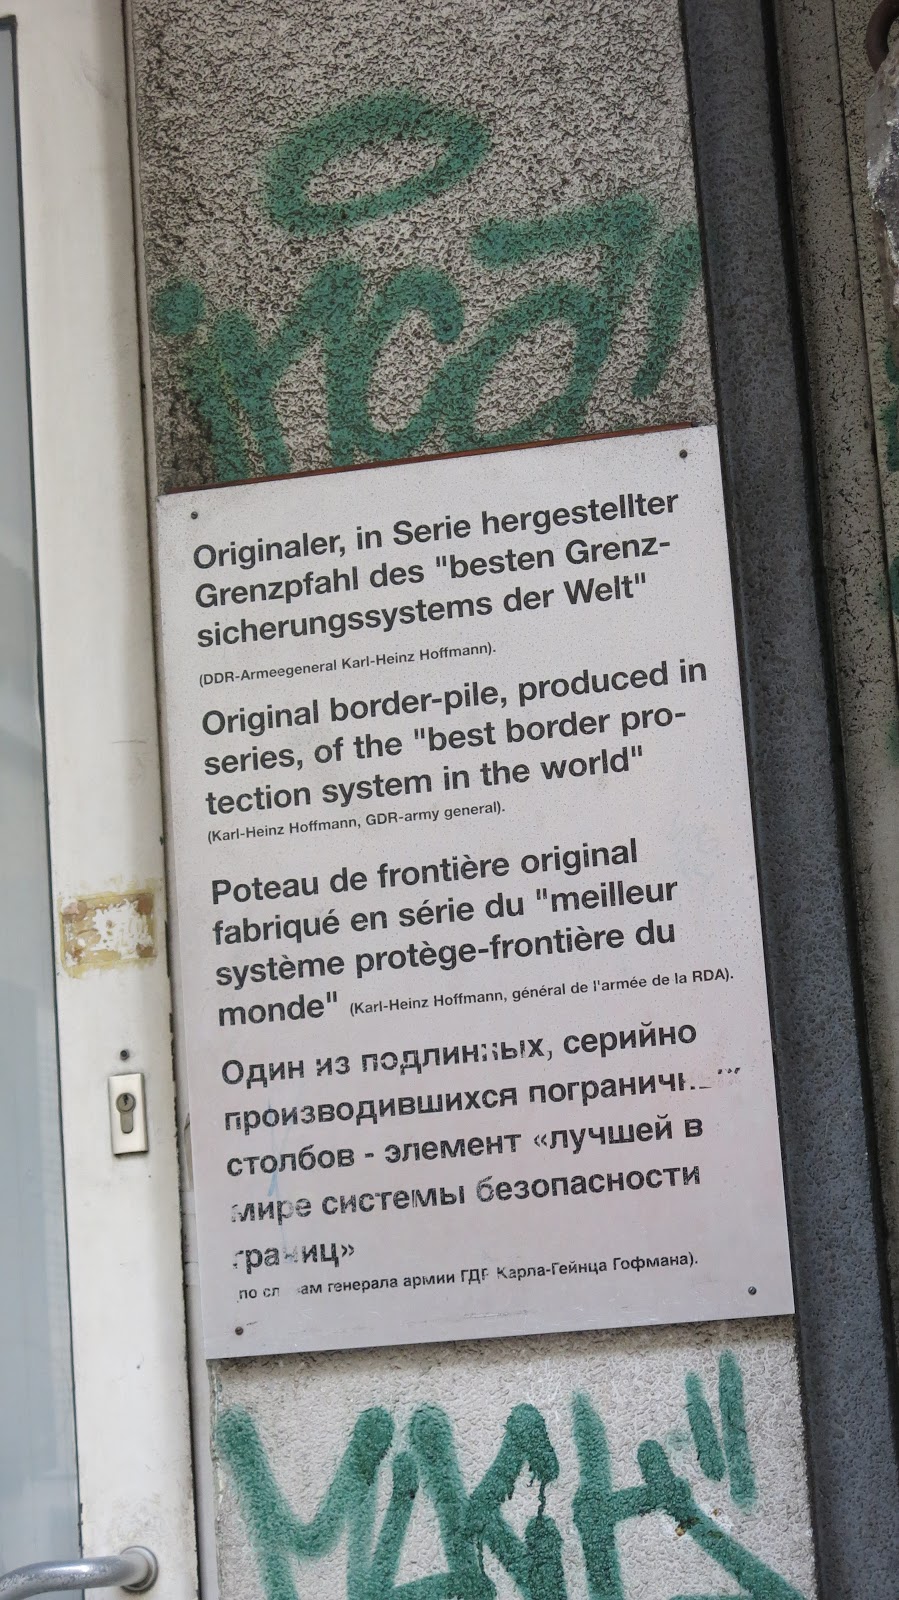 Originaler, in Serie hergestellter
Grenzpfahl des "besten Grenz-
sicherungssystems der Welt"
(DDR-Armeegeneral Karl-Heinz Hoffmann).
Original border-pile, produced in
series, of the "best border pro-
tection system in the world"
(Karl-Heinz Hoffmann, GDR-army general).
Poteau de frontière original
fabriqué en série du "meilleur
système protège-frontière du
monde" (Karl-Heinz Hoffmann, général de l'armée de la RDA).
Один из подлинных, серийно
производившихся
столбов - элемент «лучшей в
мире системы безопасности
границ»
по генерала армии ГДР Карла-Гейнца Гофмана).